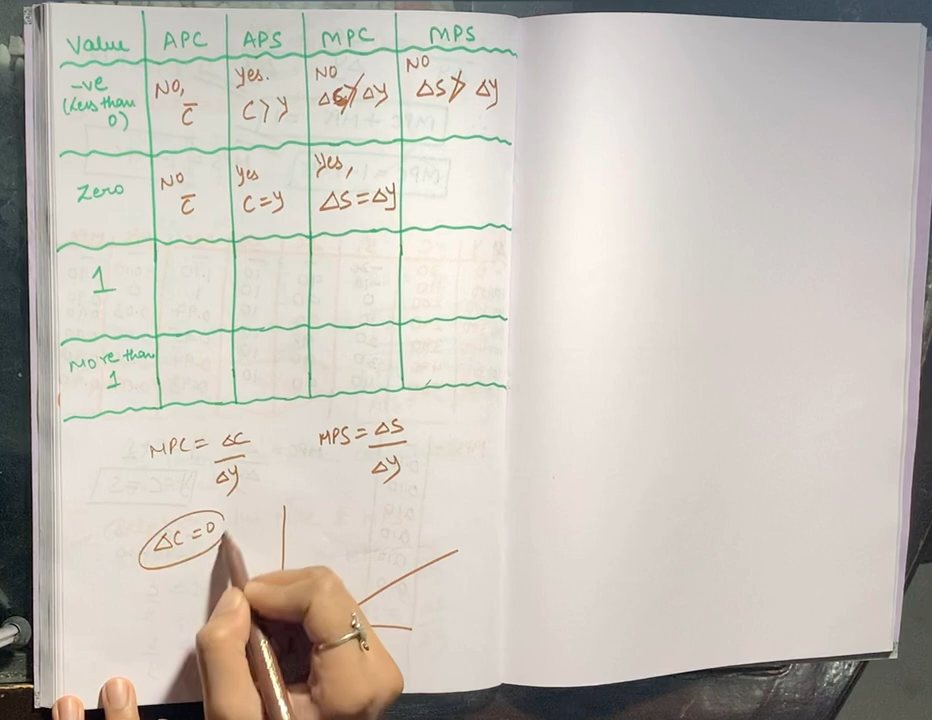 Value APC APS MPC MPS
-ve (Less than 0) NO, C̅ Yes. C > Y NO ΔS ≯ ΔY NO ΔS ≯ ΔY
Zero NO C̅ Yes C = Y Yes, ΔS = ΔY
1
More than 1
MPC = ΔC/ΔY MPS = ΔS/ΔY
ΔC = 0